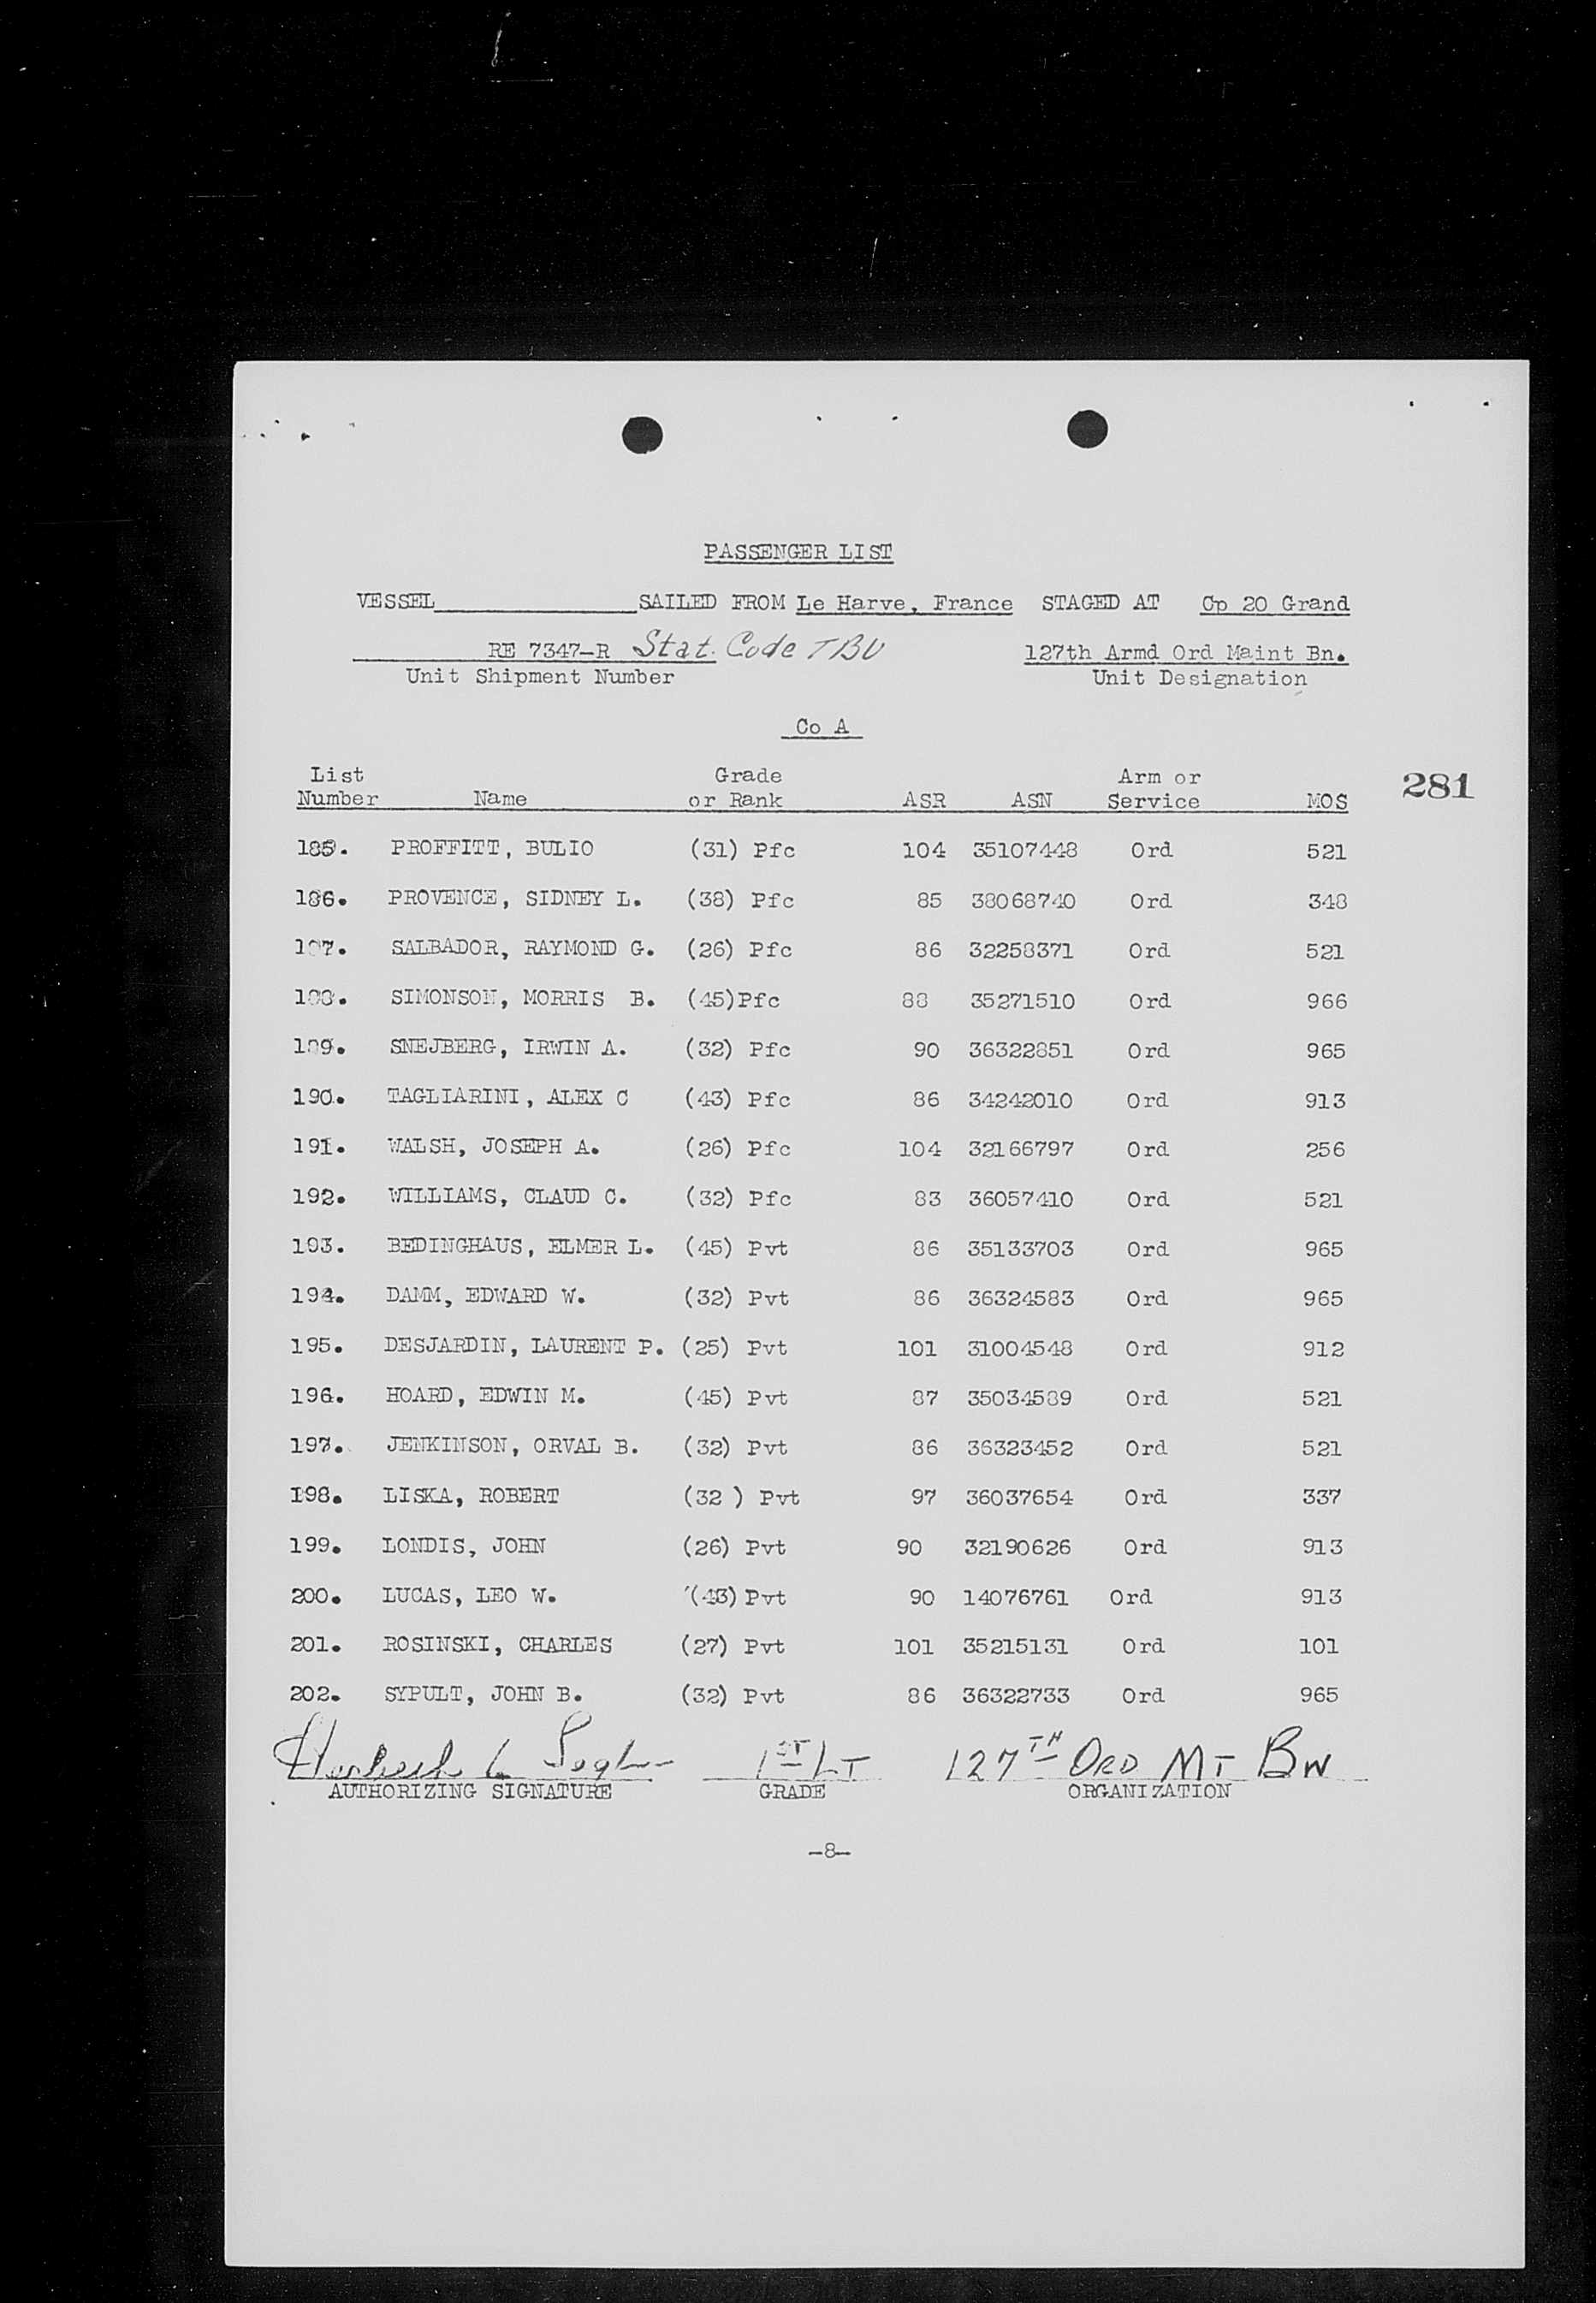 PASSENGER LIST
VESSEL SAILED FROM Le Harve, France STAGED AT Cp 20 Grand
RE 7347-R Stat. Code TBU 127th Armd Ord Maint Bn.
Unit Shipment Number Unit Designation
Co A
List Grade Arm or
Number Name or Rank ASR ASN Service MOS
281
185. PROFFITT, BULIO (31) Pfc 104 35107448 Ord 521
186. PROVENCE, SIDNEY L. (38) Pfc 85 38068740 Ord 348
187. SALBADOR, RAYMOND G. (26) Pfc 86 32258371 Ord 521
188. SIMONSON, MORRIS B. (45)Pfc 88 35271510 Ord 966
189. SNEJBERG, IRWIN A. (32) Pfc 90 36322851 Ord 965
190. TAGLIARINI, ALEX C (43) Pfc 86 34242010 Ord 913
191. WALSH, JOSEPH A. (26) Pfc 104 32166797 Ord 256
192. WILLIAMS, CLAUD C. (32) Pfc 83 36057410 Ord 521
193. BEDINGHAUS, ELMER L. (45) Pvt 86 35133703 Ord 965
194. DAMM, EDWARD W. (32) Pvt 86 36324583 Ord 965
195. DESJARDIN, LAURENT P. (25) Pvt 101 31004548 Ord 912
196. HOARD, EDWIN M. (45) Pvt 87 35034589 Ord 521
197. JENKINSON, ORVAL B. (32) Pvt 86 36323452 Ord 521
198. LISKA, ROBERT (32 ) Pvt 97 36037654 Ord 337
199. LONDIS, JOHN (26) Pvt 90 32190626 Ord 913
200. LUCAS, LEO W. (43) Pvt 90 14076761 Ord 913
201. ROSINSKI, CHARLES (27) Pvt 101 35215131 Ord 101
202. SYPULT, JOHN B. (32) Pvt 86 36322733 Ord 965
1ST LT 127TH ORD MT BN
AUTHORIZING SIGNATURE GRADE ORGANIZATION
-8-